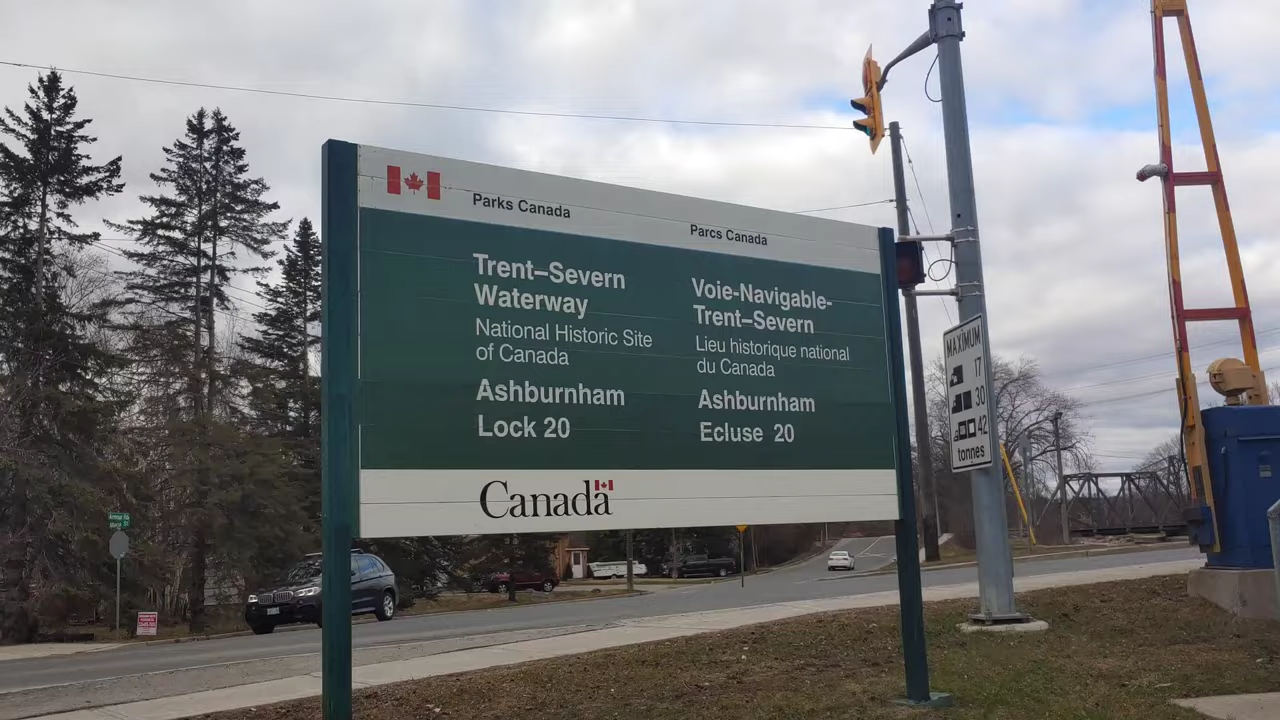 Parks Canada
Parcs Canada
Trent–Severn
Waterway
National Historic Site
of Canada
Ashburnham
Lock 20
Voie-Navigable-
Trent–Severn
Lieu historique national
du Canada
Ashburnham
Ecluse 20
Canada
MAXIMUM
17
30
42
tonnes